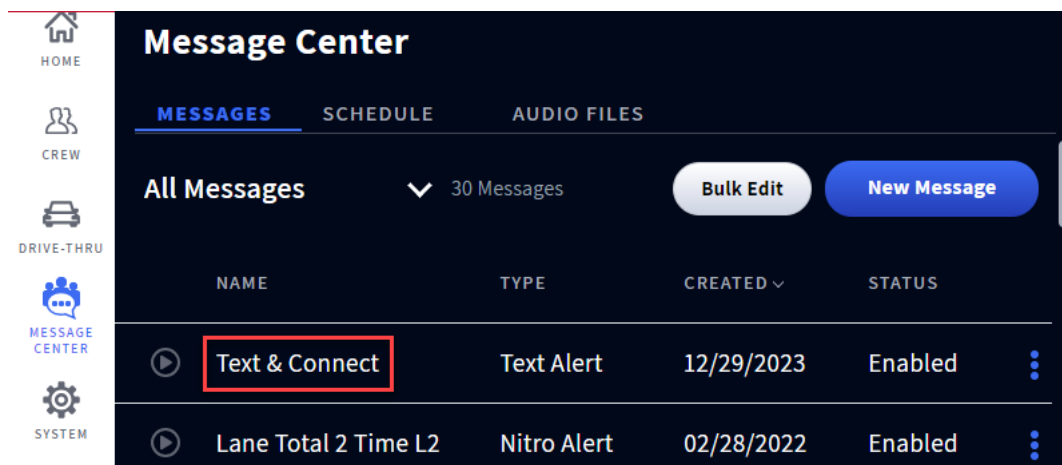 HOME
CREW
DRIVE-THRU
MESSAGE
CENTER
SYSTEM
Message Center
MESSAGES SCHEDULE AUDIO FILES
All Messages 30 Messages Bulk Edit New Message
NAME TYPE CREATED STATUS
Text & Connect Text Alert 12/29/2023 Enabled
Lane Total 2 Time L2 Nitro Alert 02/28/2022 Enabled